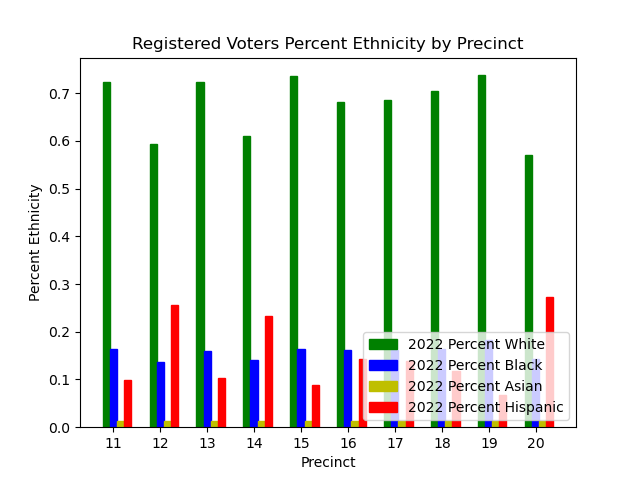 Registered Voters Percent Ethnicity by Precinct
Percent Ethnicity
0.7
0.6
0.5
0.4
0.3
0.2
0.1
0.0
2022 Percent White
2022 Percent Black
2022 Percent Asian
2022 Percent Hispanic
11 12 13 14 15 16 17 18 19 20
Precinct